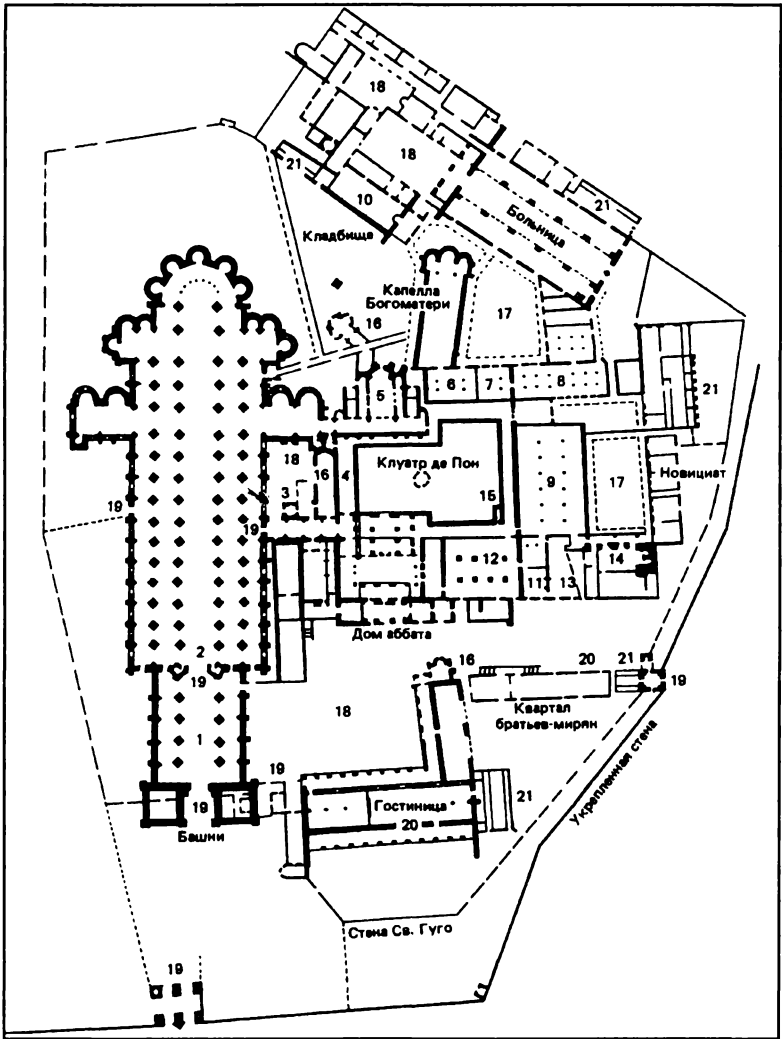 18
18
21
10
Больница
21
Кладбища
Капелла
Богоматери
16
17
5
6
7
8
21
18
16
4
Клуатр де Пон
3
15
9
17
Новициат
19
19
12
11
13
14
Дом аббата
2
19
16
20
21
19
Квартал
братьев-мирян
1
18
19
Укрепленная стена
19
Гостиница
20
21
Башни
Стена Св. Гуго
19